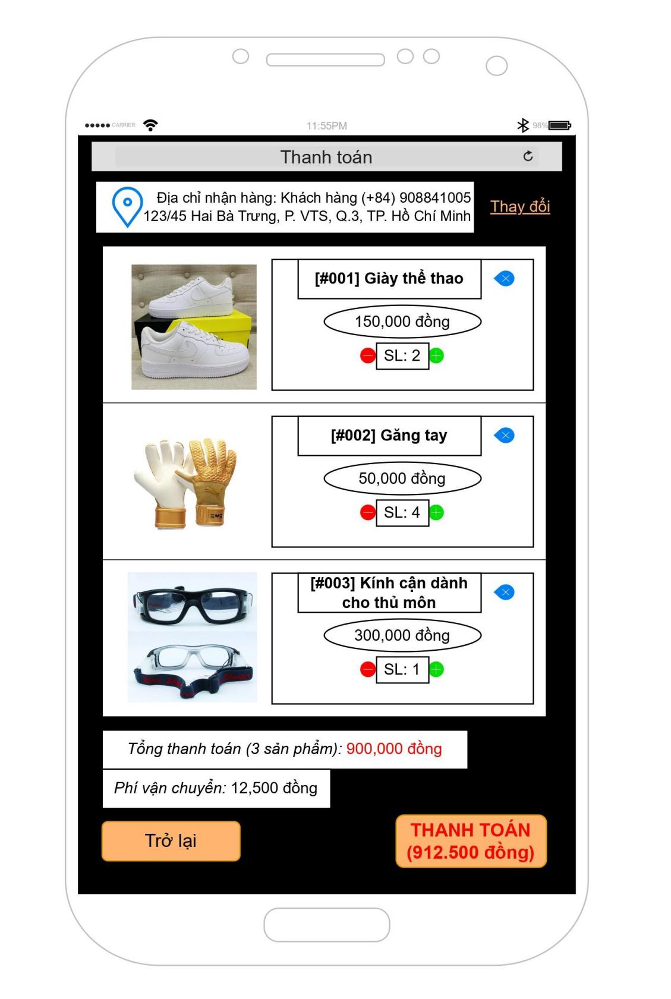 CARRIER
11:55PM
98%
Thanh toán
Địa chỉ nhận hàng: Khách hàng (+84) 908841005
123/45 Hai Bà Trưng, P. VTS, Q.3, TP. Hồ Chí Minh
Thay đổi
[#001] Giày thể thao
150,000 đồng
SL: 2
[#002] Găng tay
50,000 đồng
SL: 4
[#003] Kính cận dành
cho thủ môn
300,000 đồng
SL: 1
Tổng thanh toán (3 sản phẩm): 900,000 đồng
Phí vận chuyển: 12,500 đồng
Trở lại
THANH TOÁN
(912.500 đồng)